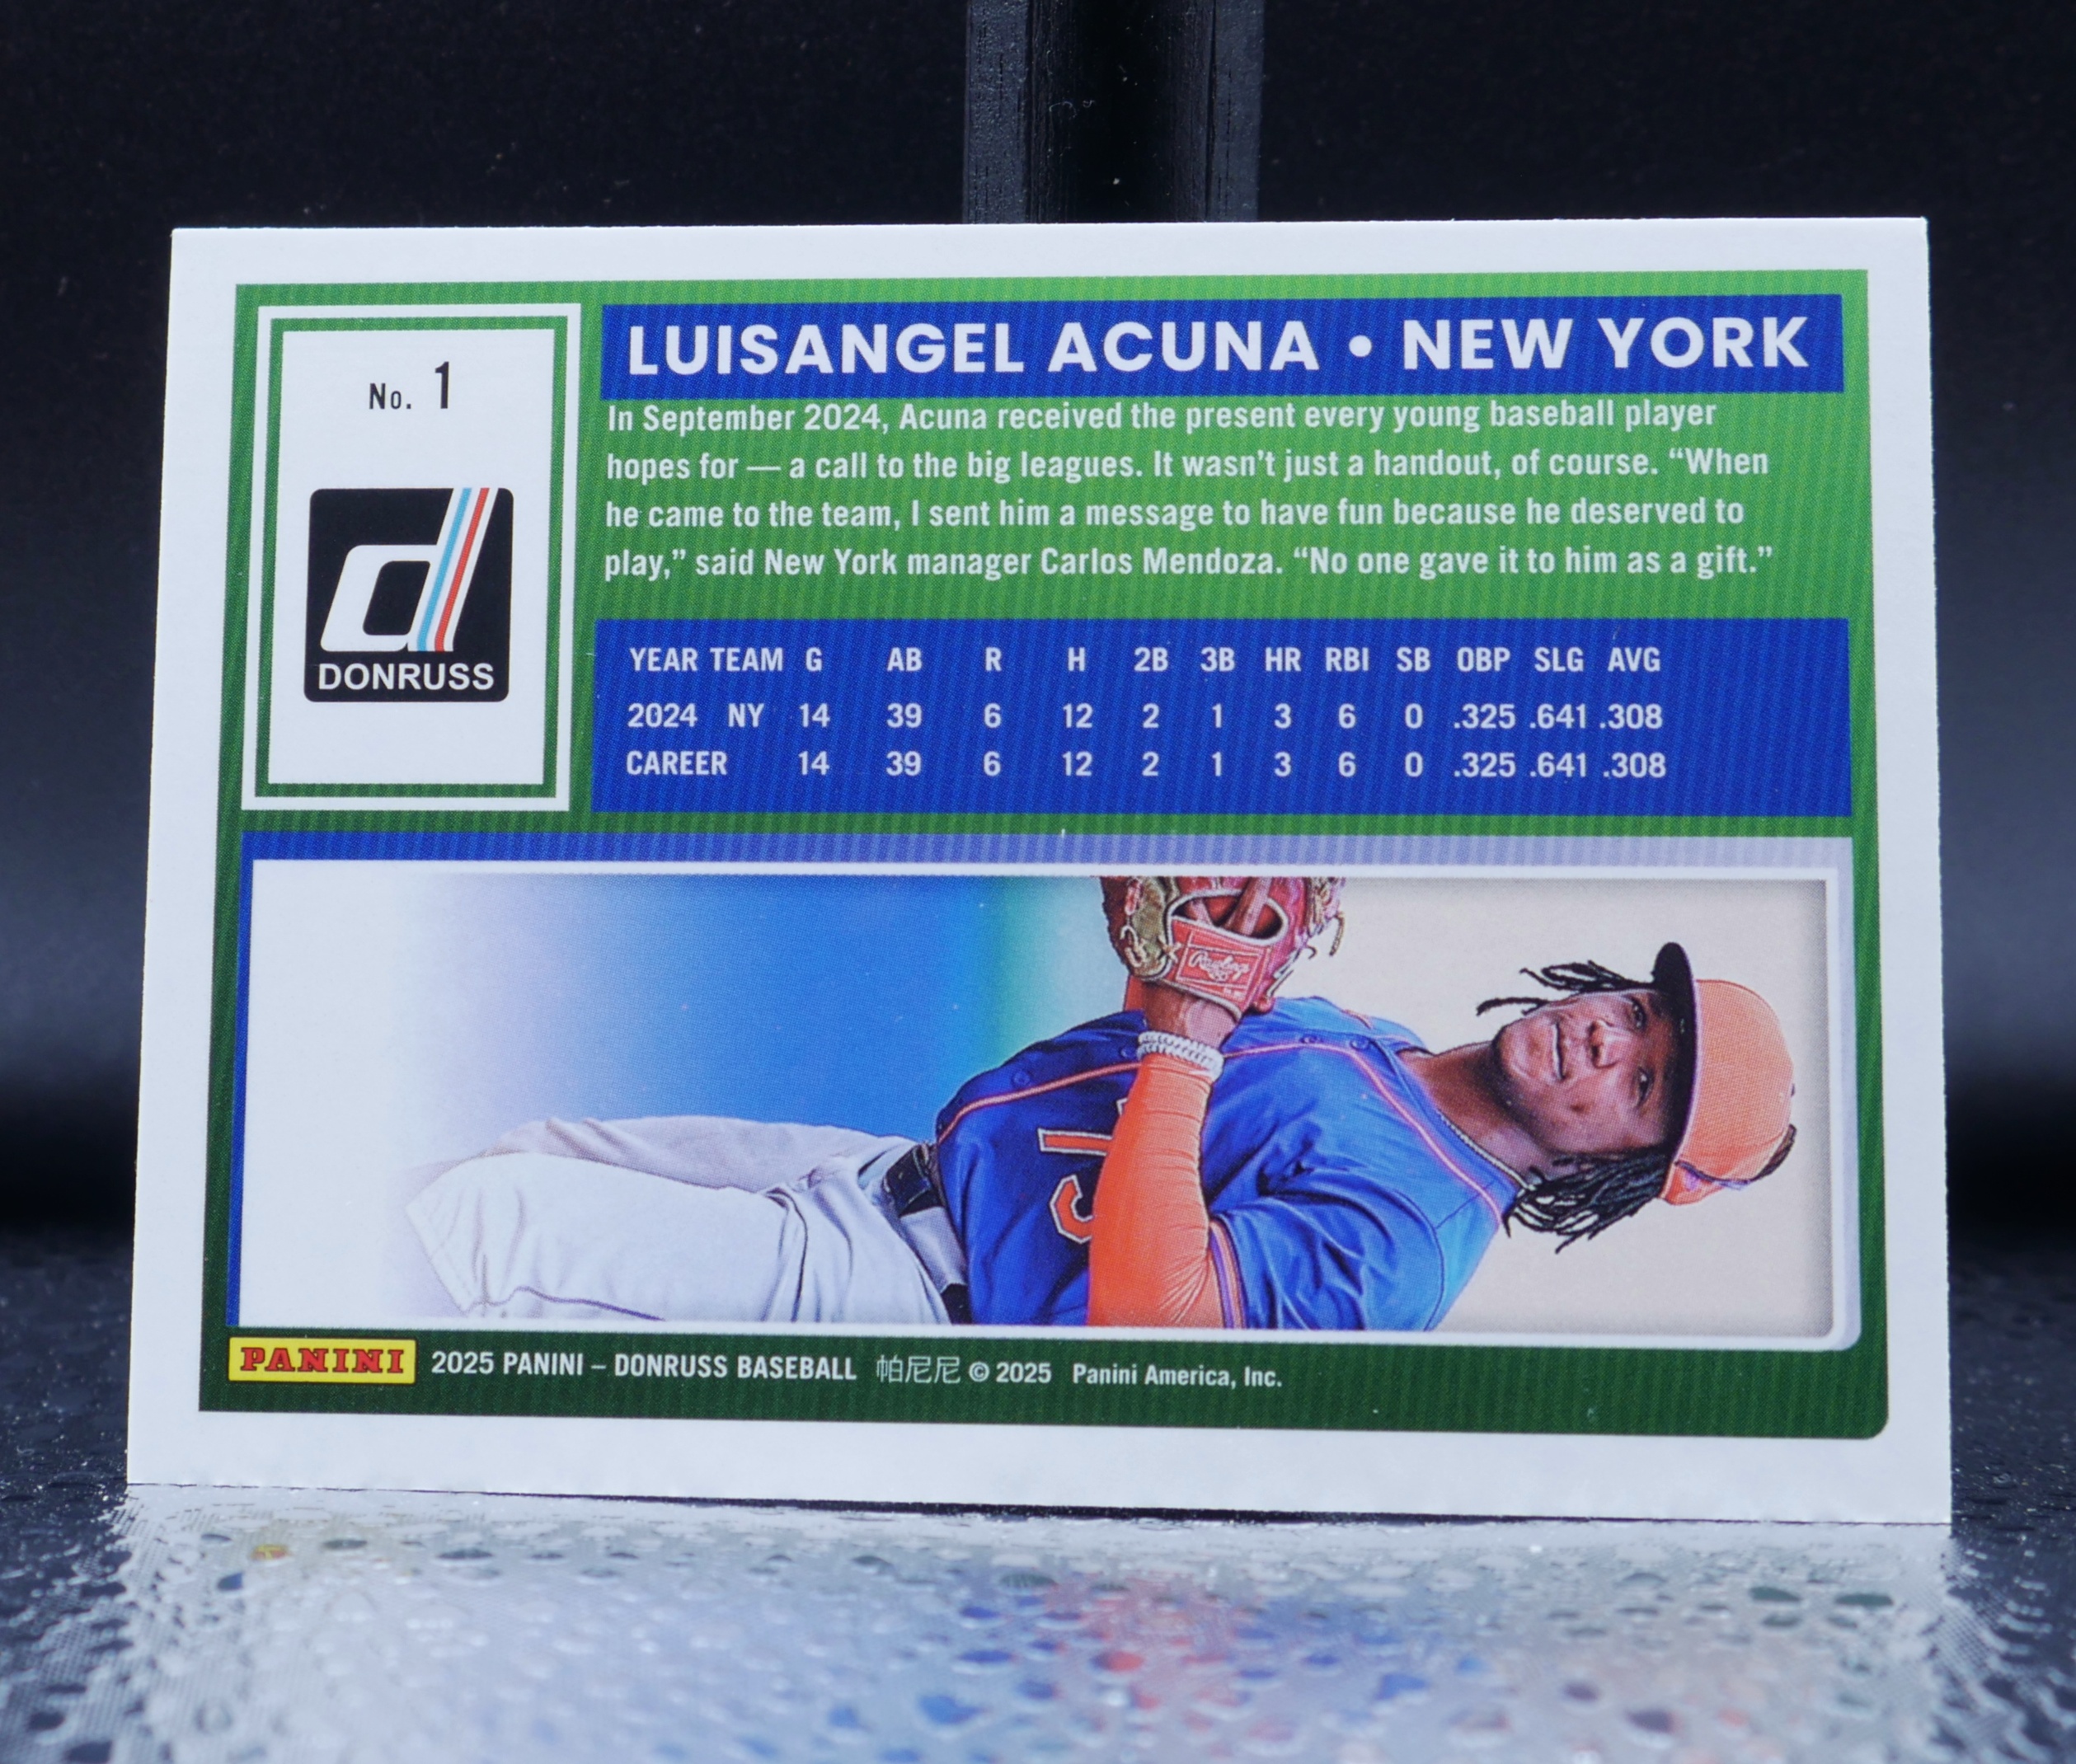 No. 1
DONRUSS
LUISANGEL ACUNA • NEW YORK
In September 2024, Acuna received the present every young baseball player
hopes for — a call to the big leagues. It wasn't just a handout, of course. “When
he came to the team, I sent him a message to have fun because he deserved to
play,” said New York manager Carlos Mendoza. “No one gave it to him as a gift.”
YEAR TEAM G AB R H 2B 3B HR RBI SB OBP SLG AVG
2024 NY 14 39 6 12 2 1 3 6 0 .325 .641 .308
CAREER 14 39 6 12 2 1 3 6 0 .325 .641 .308
Rawlings
PANINI 2025 PANINI – DONRUSS BASEBALL 帕尼尼 © 2025 Panini America, Inc.